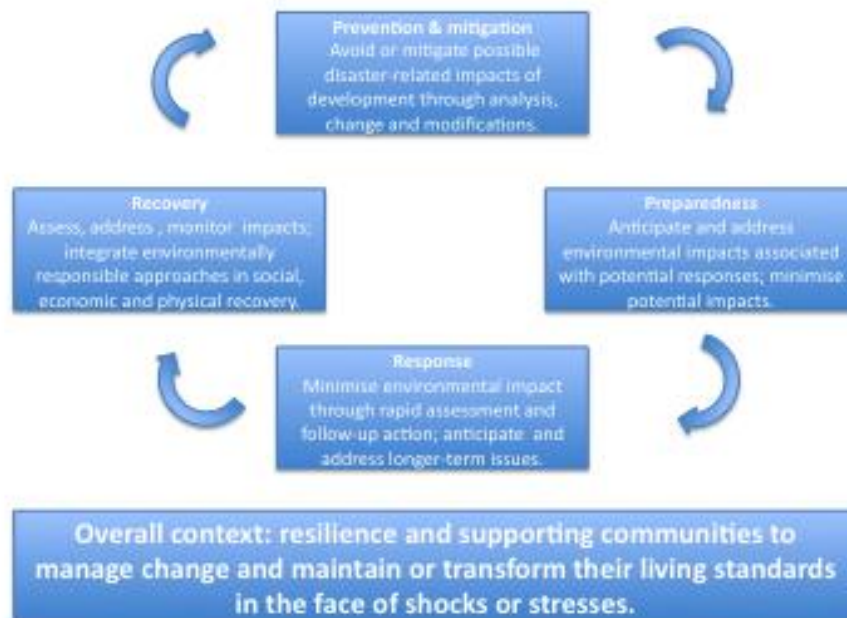 Prevention & mitigation
Avoid or mitigate possible
disaster-related impacts of
development through analysis,
change and modifications.
Recovery
Assess, address , monitor impacts;
integrate environmentally
responsible approaches in social,
economic and physical recovery.
Preparedness
Anticipate and address
environmental impacts associated
with potential responses; minimise
potential impacts.
Response
Minimise environmental impact
through rapid assessment and
follow-up action; anticipate and
address longer-term issues.
Overall context: resilience and supporting communities to
manage change and maintain or transform their living standards
in the face of shocks or stresses.